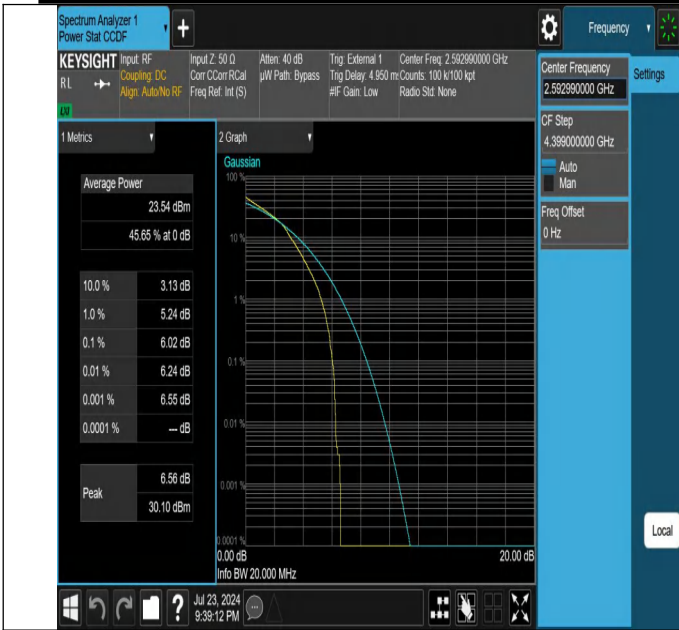 Spectrum Analyzer 1
Power Stat CCDF
Frequency
KEYSIGHT
RL
Input: RF
Coupling: DC
Align: Auto/No RF
Input Z: 50 Ω
Corr CCorr RCal
Freq Ref: Int (S)
Atten: 40 dB
µW Path: Bypass
Trig: External 1
Trig Delay: 4.950 m
#IF Gain: Low
Center Freq: 2.592990000 GHz
Counts: 100 k/100 kpt
Radio Std: None
Center Frequency
2.592990000 GHz
Settings
CF Step
4.399000000 GHz
Auto
Man
Freq Offset
0 Hz
1 Metrics
Average Power
23.54 dBm
45.65 % at 0 dB
10.0 % 3.13 dB
1.0 % 5.24 dB
0.1 % 6.02 dB
0.01 % 6.24 dB
0.001 % 6.55 dB
0.0001 % --- dB
Peak
6.56 dB
30.10 dBm
2 Graph
Gaussian
100 %
10 %
1 %
0.1 %
0.01 %
0.001 %
0.0001 %
0.00 dB 20.00 dB
Info BW 20.000 MHz
Local
?
Jul 23, 2024
9:39:12 PM